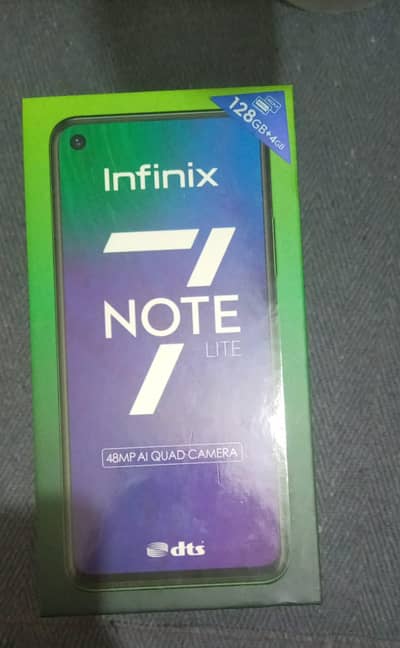 128GB+4GB
Infinix
7
NOTE
LITE
48MP AI QUAD CAMERA
dts